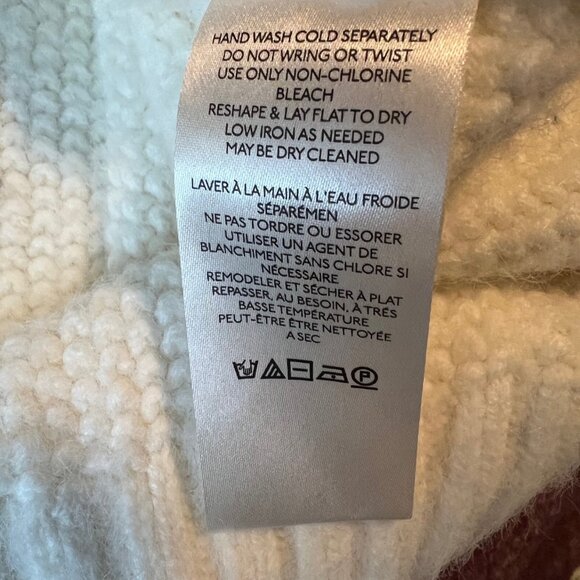 HAND WASH COLD SEPARATELY
DO NOT WRING OR TWIST
USE ONLY NON-CHLORINE
BLEACH
RESHAPE & LAY FLAT TO DRY
LOW IRON AS NEEDED
MAY BE DRY CLEANED
LAVER À LA MAIN À L'EAU FROIDE
SÉPARÉMEN
NE PAS TORDRE OU ESSORER
UTILISER UN AGENT DE
BLANCHIMENT SANS CHLORE SI
NÉCESSAIRE
REMODELER ET SÉCHER À PLAT
REPASSER, AU BESOIN, À TRÉS
BASSE TEMPÉRATURE
PEUT-ÊTRE ÊTRE NETTOYÉE
A SEC
P